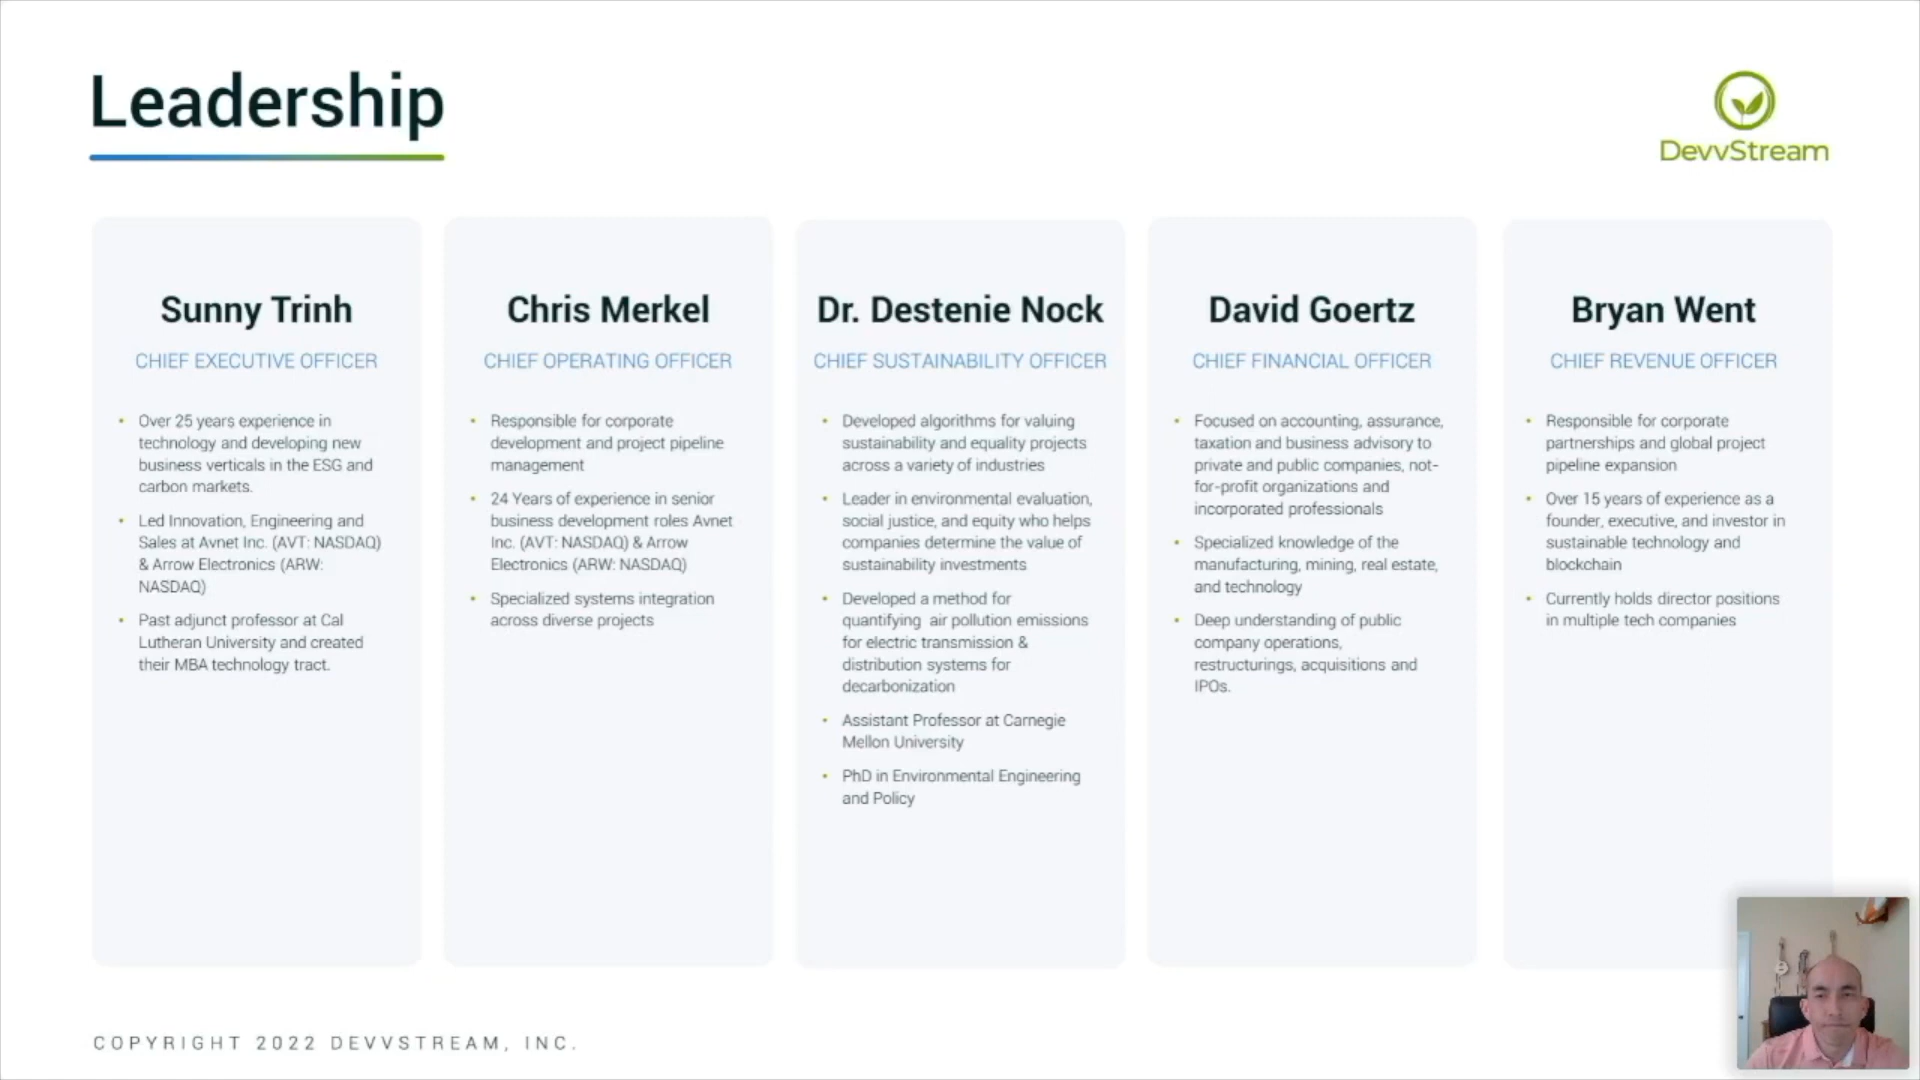 Leadership
DevvStream
Sunny Trinh
CHIEF EXECUTIVE OFFICER
• Over 25 years experience in
technology and developing new
business verticals in the ESG and
carbon markets.
• Led Innovation, Engineering and
Sales at Avnet Inc. (AVT: NASDAQ)
& Arrow Electronics (ARW:
NASDAQ)
• Past adjunct professor at Cal
Lutheran University and created
their MBA technology tract.
Chris Merkel
CHIEF OPERATING OFFICER
• Responsible for corporate
development and project pipeline
management
• 24 Years of experience in senior
business development roles Avnet
Inc. (AVT: NASDAQ) & Arrow
Electronics (ARW: NASDAQ)
• Specialized systems integration
across diverse projects
Dr. Destenie Nock
CHIEF SUSTAINABILITY OFFICER
• Developed algorithms for valuing
sustainability and equality projects
across a variety of industries
• Leader in environmental evaluation,
social justice, and equity who helps
companies determine the value of
sustainability investments
• Developed a method for
quantifying  air pollution emissions
for electric transmission &
distribution systems for
decarbonization
• Assistant Professor at Carnegie
Mellon University
• PhD in Environmental Engineering
and Policy
David Goertz
CHIEF FINANCIAL OFFICER
• Focused on accounting, assurance,
taxation and business advisory to
private and public companies, not-
for-profit organizations and
incorporated professionals
• Specialized knowledge of the
manufacturing, mining, real estate,
and technology
• Deep understanding of public
company operations,
restructurings, acquisitions and
IPOs.
Bryan Went
CHIEF REVENUE OFFICER
• Responsible for corporate
partnerships and global project
pipeline expansion
• Over 15 years of experience as a
founder, executive, and investor in
sustainable technology and
blockchain
• Currently holds director positions
in multiple tech companies
COPYRIGHT 2022 DEVVSTREAM, INC.